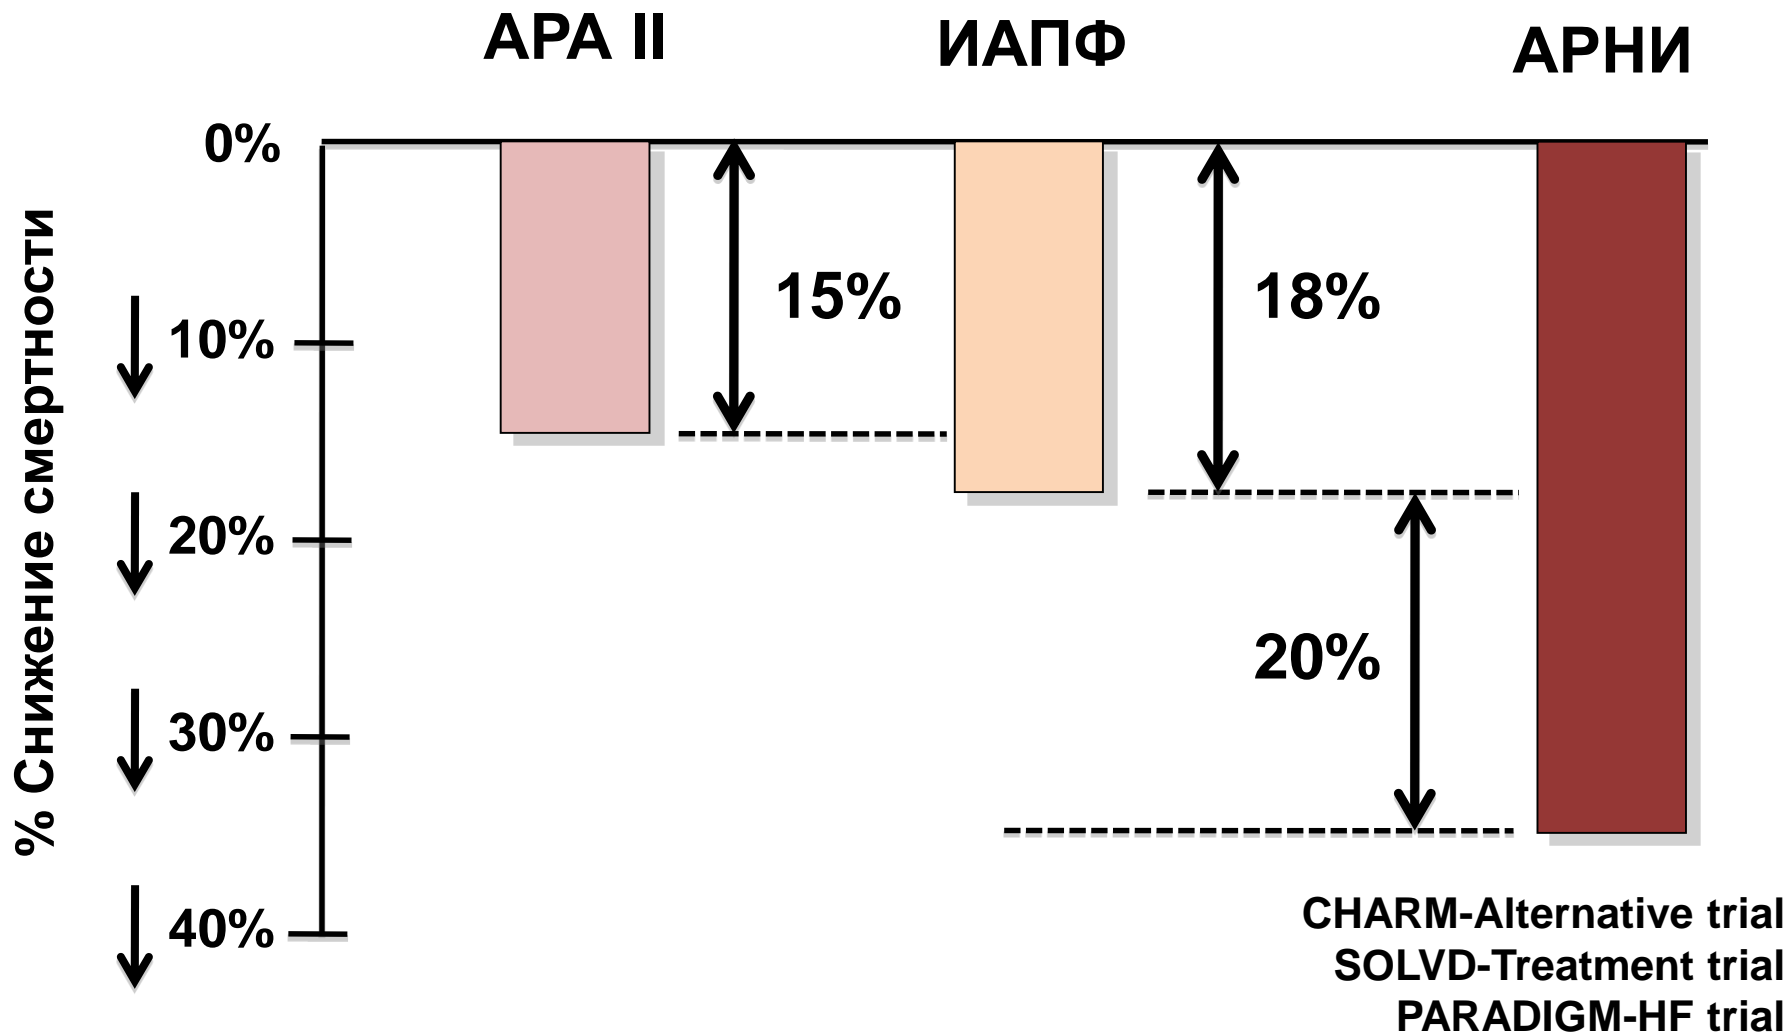 АРА II
ИАПФ
АРНИ
0%
15%
18%
10%
20%
20%
30%
40%
% Снижение смертности
CHARM-Alternative trial
SOLVD-Treatment trial
PARADIGM-HF trial